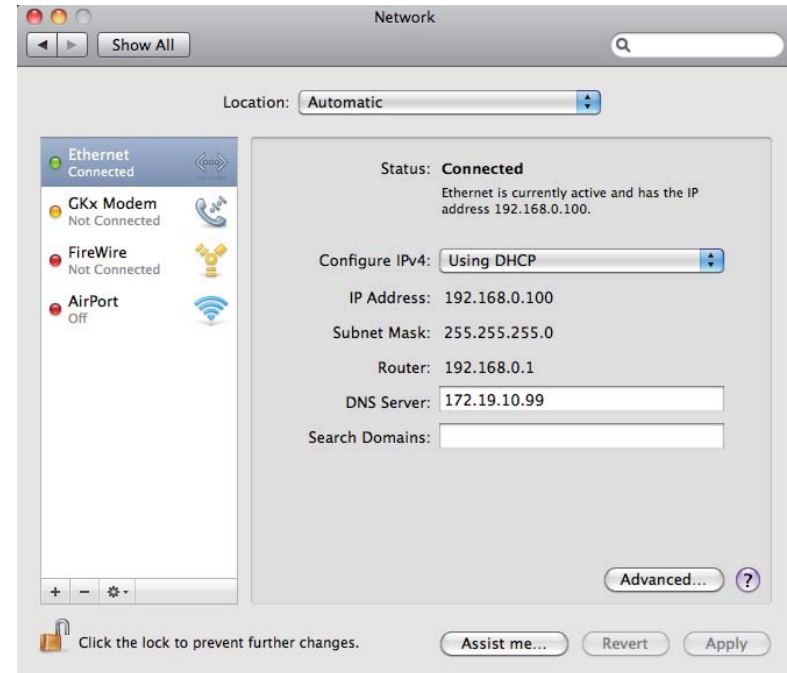 Network
Show All
Location: Automatic
Ethernet
Connected
GKx Modem
Not Connected
FireWire
Not Connected
AirPort
Off
Status: Connected
Ethernet is currently active and has the IP
address 192.168.0.100.
Configure IPv4: Using DHCP
IP Address: 192.168.0.100
Subnet Mask: 255.255.255.0
Router: 192.168.0.1
DNS Server: 172.19.10.99
Search Domains:
Advanced... ?
+ -
Click the lock to prevent further changes.
Assist me... Revert Apply